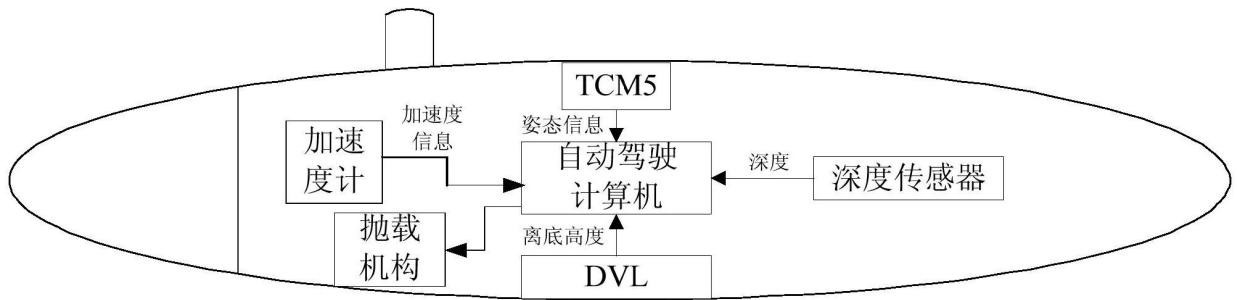 TCM5
加速度
信息
姿态信息
加速
度计
自动驾驶
计算机
深度
深度传感器
抛载
机构
离底高度
DVL